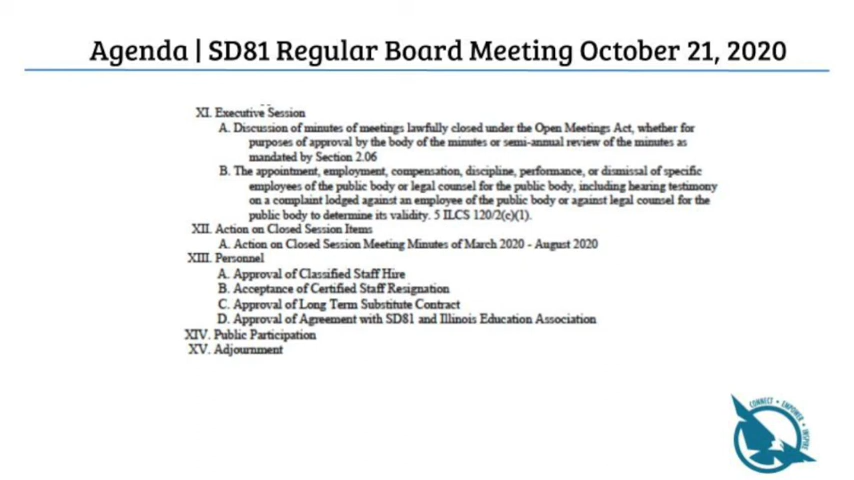 Agenda | SD81 Regular Board Meeting October 21, 2020
XI. Executive Session
A. Discussion of minutes of meetings lawfully closed under the Open Meetings Act, whether for
purposes of approval by the body of the minutes or semi-annual review of the minutes as
mandated by Section 2.06
B. The appointment, employment, compensation, discipline, performance, or dismissal of specific
employees of the public body or legal counsel for the public body, including hearing testimony
on a complaint lodged against an employee of the public body or against legal counsel for the
public body to determine its validity. 5 ILCS 120/2(c)(1).
XII. Action on Closed Session Items
A. Action on Closed Session Meeting Minutes of March 2020 - August 2020
XIII. Personnel
A. Approval of Classified Staff Hire
B. Acceptance of Certified Staff Resignation
C. Approval of Long Term Substitute Contract
D. Approval of Agreement with SD81 and Illinois Education Association
XIV. Public Participation
XV. Adjournment
CONNECT • EMPOWER • INSPIRE